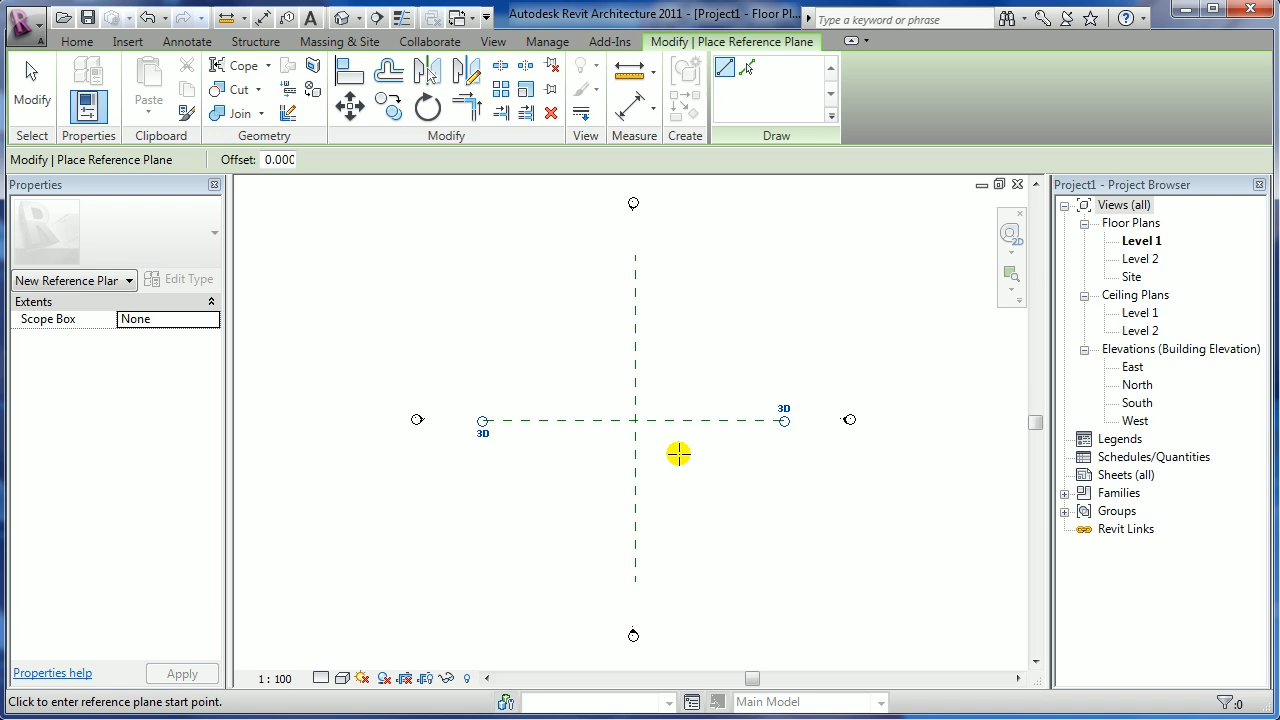 Autodesk Revit Architecture 2011 - [Project1 - Floor Pl...
Type a keyword or phrase
Home Insert Annotate Structure Massing & Site Collaborate View Manage Add-Ins Modify | Place Reference Plane
Modify
Paste
Cope
Cut
Join
Select Properties Clipboard Geometry Modify View Measure Create Draw
Modify | Place Reference Plane Offset: 0.000
Properties
New Reference Plan
Edit Type
Extents
Scope Box None
Properties help
Apply
3D
3D
2D
Project1 - Project Browser
Views (all)
Floor Plans
Level 1
Level 2
Site
Ceiling Plans
Level 1
Level 2
Elevations (Building Elevation)
East
North
South
West
Legends
Schedules/Quantities
Sheets (all)
Families
Groups
Revit Links
1 : 100
Click to enter reference plane start point.
Main Model
:0